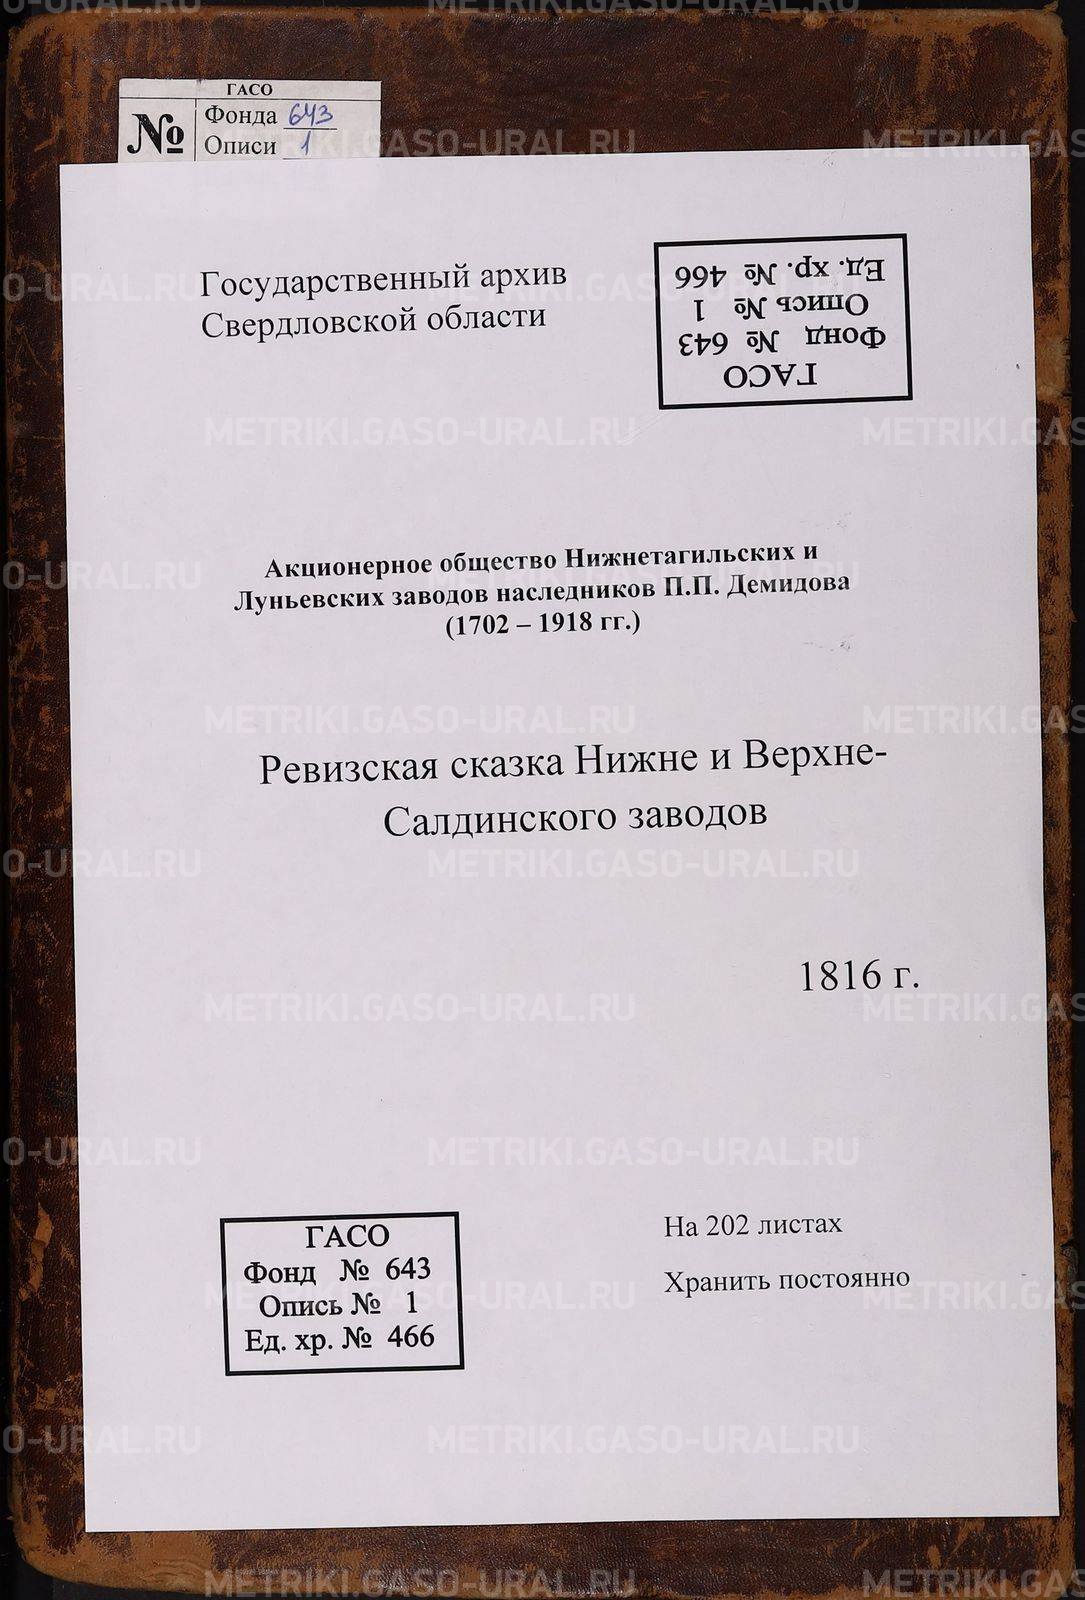 ГАСО
№ Фонда 643
Описи 1
Государственный архив
Свердловской области
ГАСО
Фонд № 643
Опись № 1
Ед. хр. № 466
Акционерное общество Нижнетагильских и
Луньевских заводов наследников П.П. Демидова
(1702 – 1918 гг.)
Ревизская сказка Нижне и Верхне-
Салдинского заводов
1816 г.
ГАСО
Фонд № 643
Опись № 1
Ед. хр. № 466
На 202 листах
Хранить постоянно
METRIKI.GASO-URAL.RU